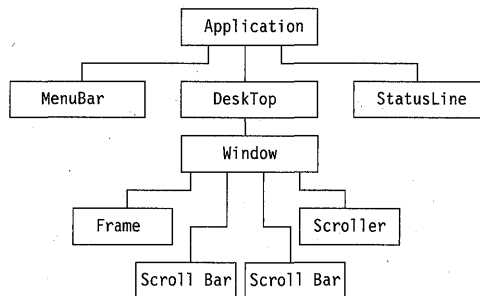 Application
MenuBar
DeskTop
StatusLine
Window
Frame
Scroller
Scroll Bar
Scroll Bar